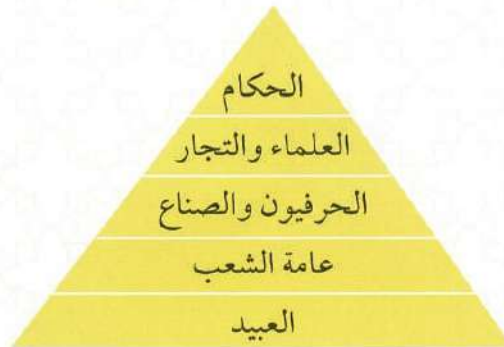 الحكام
العلماء والتجار
الحرفيون والصناع
عامة الشعب
العبيد